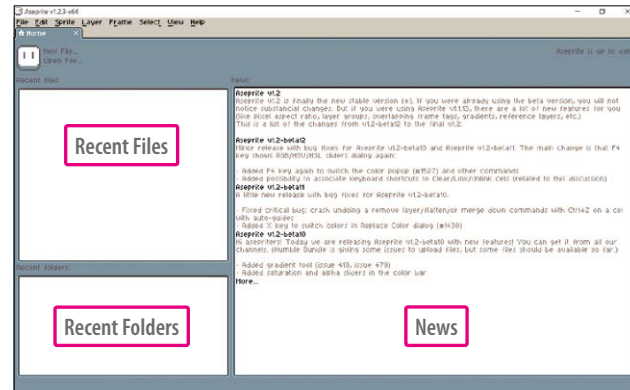 Aseprite v1.2.3-x64
File Edit Sprite Layer Frame Select View Help
Home
New File...
Open File...
Aseprite is up to date
Recent files:
News:
Recent Files
Aseprite v1.2
Aseprite v1.2 is finally the new stable version (x). If you were already using the beta version, you will not
notice substancial changes. But if you were using Aseprite v1.1.13, there are a lot of new features for you
(like pixel aspect ratio, layer groups, overlapping frame tags, gradients, reference layers, etc.)
This is a list of the changes from v1.2-beta12 to the final v1.2:
Aseprite v1.2-beta12
Minor release with bug fixes for Aseprite v1.2-beta10 and Aseprite v1.2-beta11. The main change is that F4
key shows RGB/HSV/HSL sliders dialog again:
- Added F4 key again to switch the color popup (#1527) and other commands
- Added possibility to associate keyboard shortcuts to Clear/Link/Unlink Cels (related to this discussion)
Aseprite v1.2-beta11
A little new release with bug fixes for Aseprite v1.2-beta10.
- Fixed critical bug: crash undoing a remove layer/flatten/or merge down commands with Ctrl+Z on a cel
with auto-guides
- Added X key to switch colors in Replace Color dialog (#1430)
Aseprite v1.2-beta10
Hi asepriters! Today we are releasing Aseprite v1.2-beta10 with new features! You can get it from all our
channels. (Humble Bundle is giving some issues to upload files, but some files should be available so far.)
- Added gradient tool (issue 418, issue 479)
- Added saturation and alpha slicers in the color bar
More...
Recent folders:
Recent Folders
News